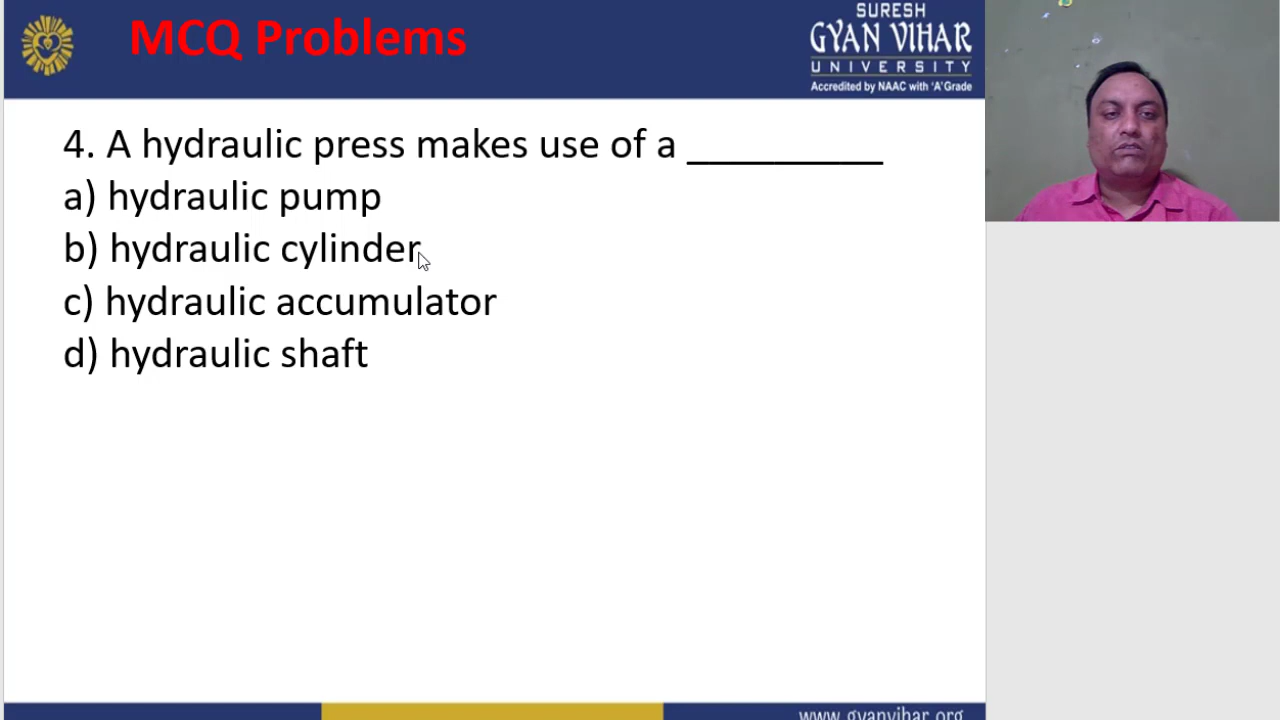 MCQ Problems
SURESH
GYAN VIHAR
UNIVERSITY
Accredited by NAAC with 'A' Grade
4. A hydraulic press makes use of a _________
a) hydraulic pump
b) hydraulic cylinder
c) hydraulic accumulator
d) hydraulic shaft
www.gyanvihar.org